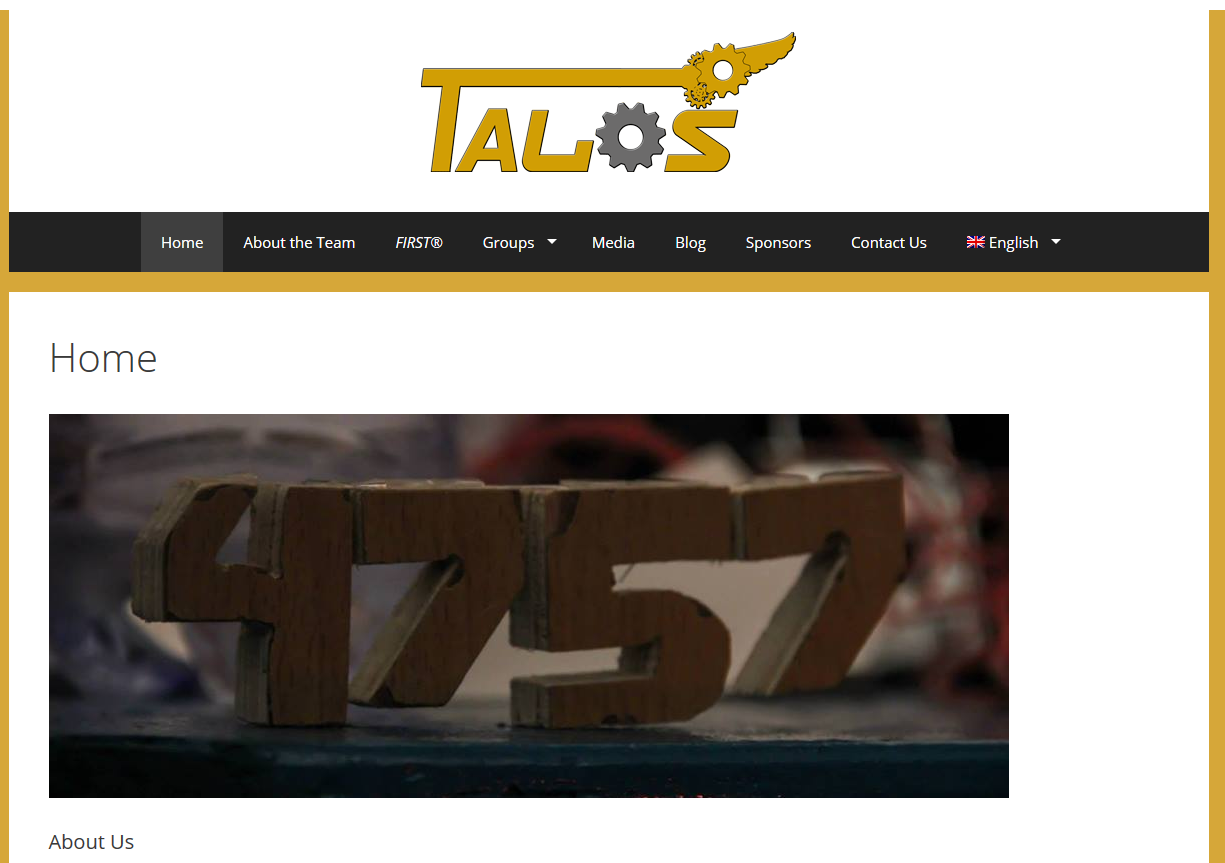 TALOS
Home About the Team FIRST® Groups Media Blog Sponsors Contact Us English
Home
4757
About Us